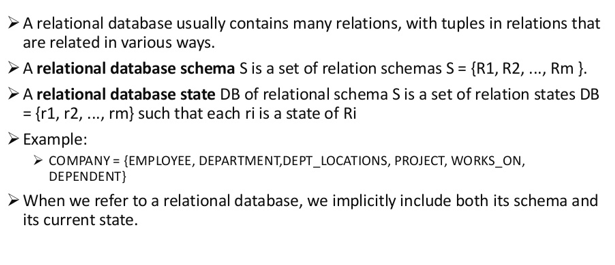 ➢ A relational database usually contains many relations, with tuples in relations that
are related in various ways.
➢ A relational database schema S is a set of relation schemas S = {R1, R2, ..., Rm }.
➢ A relational database state DB of relational schema S is a set of relation states DB
= {r1, r2, ..., rm} such that each ri is a state of Ri
➢ Example:
➢ COMPANY = {EMPLOYEE, DEPARTMENT,DEPT_LOCATIONS, PROJECT, WORKS_ON,
DEPENDENT}
➢ When we refer to a relational database, we implicitly include both its schema and
its current state.